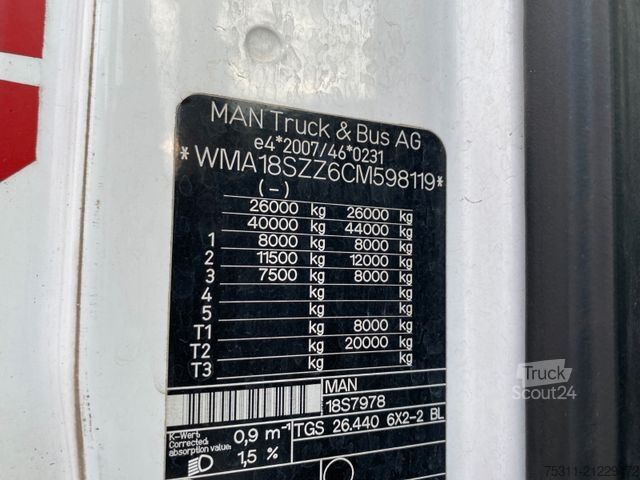 MAN Truck & Bus AG
e4*2007/46*0231
*WMA18SZZ6CM598119*
(-)
26000 kg 26000 kg
40000 kg 44000 kg
1 8000 kg 8000 kg
2 11500 kg 12000 kg
3 7500 kg 8000 kg
4 kg kg
5 kg kg
T1 kg 8000 kg
T2 kg 20000 kg
T3 kg kg
MAN
18S7978
TGS 26.440 6X2-2 BL
K-Wert:
Corrected absorption value: 0,9 m⁻¹
1,5 %
Truck
Scout24